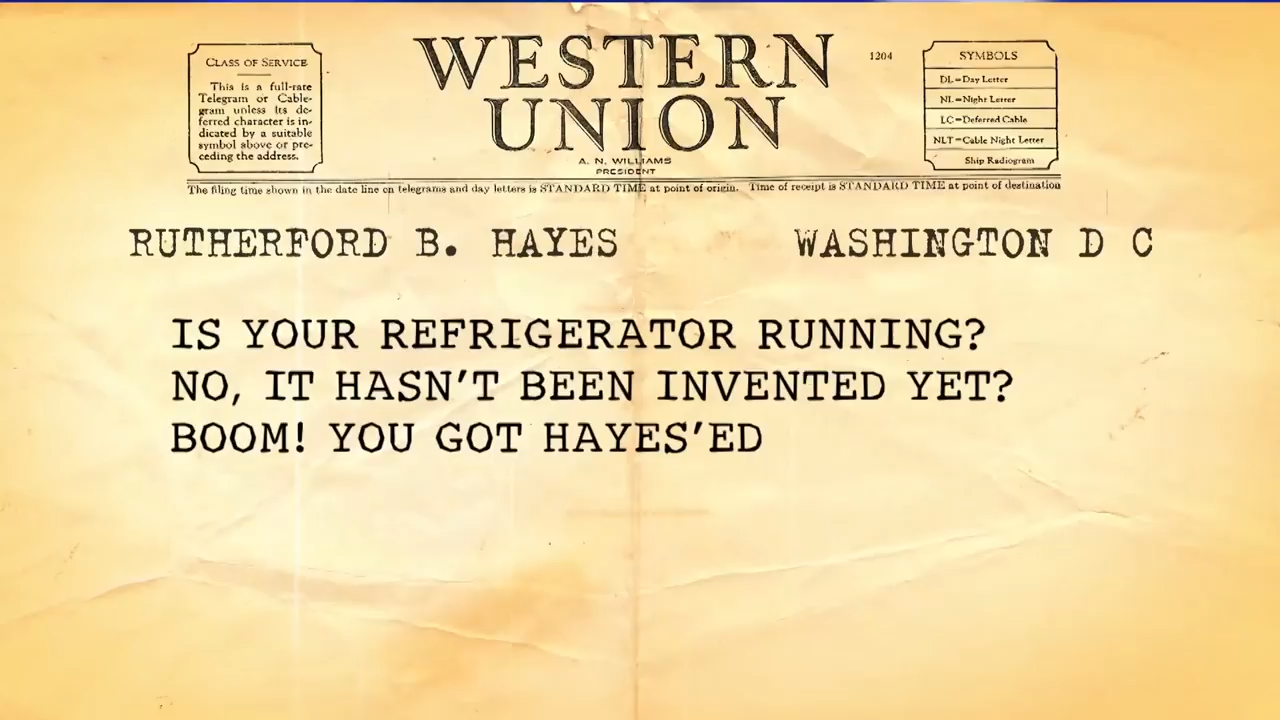 WESTERN
UNION
1204
A. N. WILLIAMS
PRESIDENT
CLASS OF SERVICE
This is a full-rate
Telegram or Cable-
gram unless its de-
ferred character is in-
dicated by a suitable
symbol above or pre-
ceding the address.
SYMBOLS
DL=Day Letter
NL=Night Letter
LC=Deferred Cable
NLT=Cable Night Letter
Ship Radiogram
The filing time shown in the date line on telegrams and day letters is STANDARD TIME at point of origin. Time of receipt is STANDARD TIME at point of destination
RUTHERFORD B. HAYES WASHINGTON D C
IS YOUR REFRIGERATOR RUNNING?
NO, IT HASN'T BEEN INVENTED YET?
BOOM! YOU GOT HAYES'ED